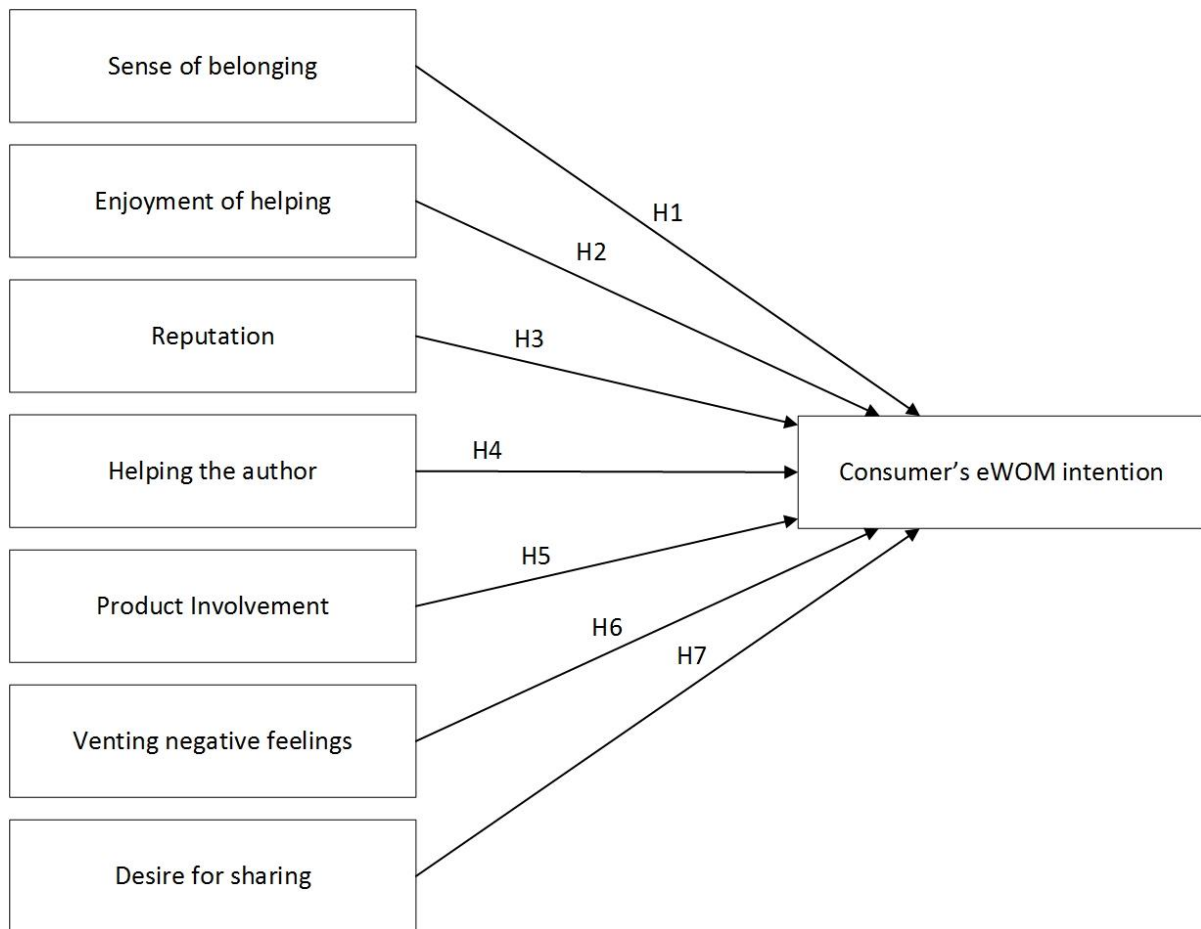 Sense of belonging
H1
Enjoyment of helping
H2
Reputation
H3
Helping the author
H4
Consumer’s eWOM intention
Product Involvement
H5
Venting negative feelings
H6
Desire for sharing
H7